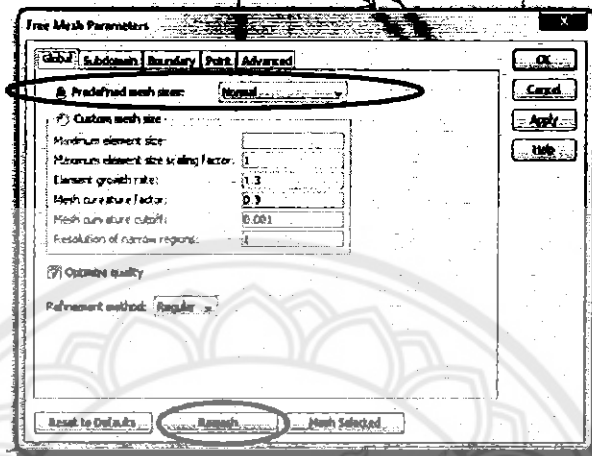 Free Mesh Parameters X
Global Subdomain Boundary Point Advanced
OK
Predefined mesh sizes: Normal
Cancel
Custom mesh size
Apply
Maximum element size:
Help
Maximum element size scaling factor: 1
Element growth rate: 1.3
Mesh curvature factor: 0.3
Mesh curvature cutoff: 0.001
Resolution of narrow regions: 1
Optimize quality
Refinement method: Regular
Reset to Defaults Remesh Mesh Selected